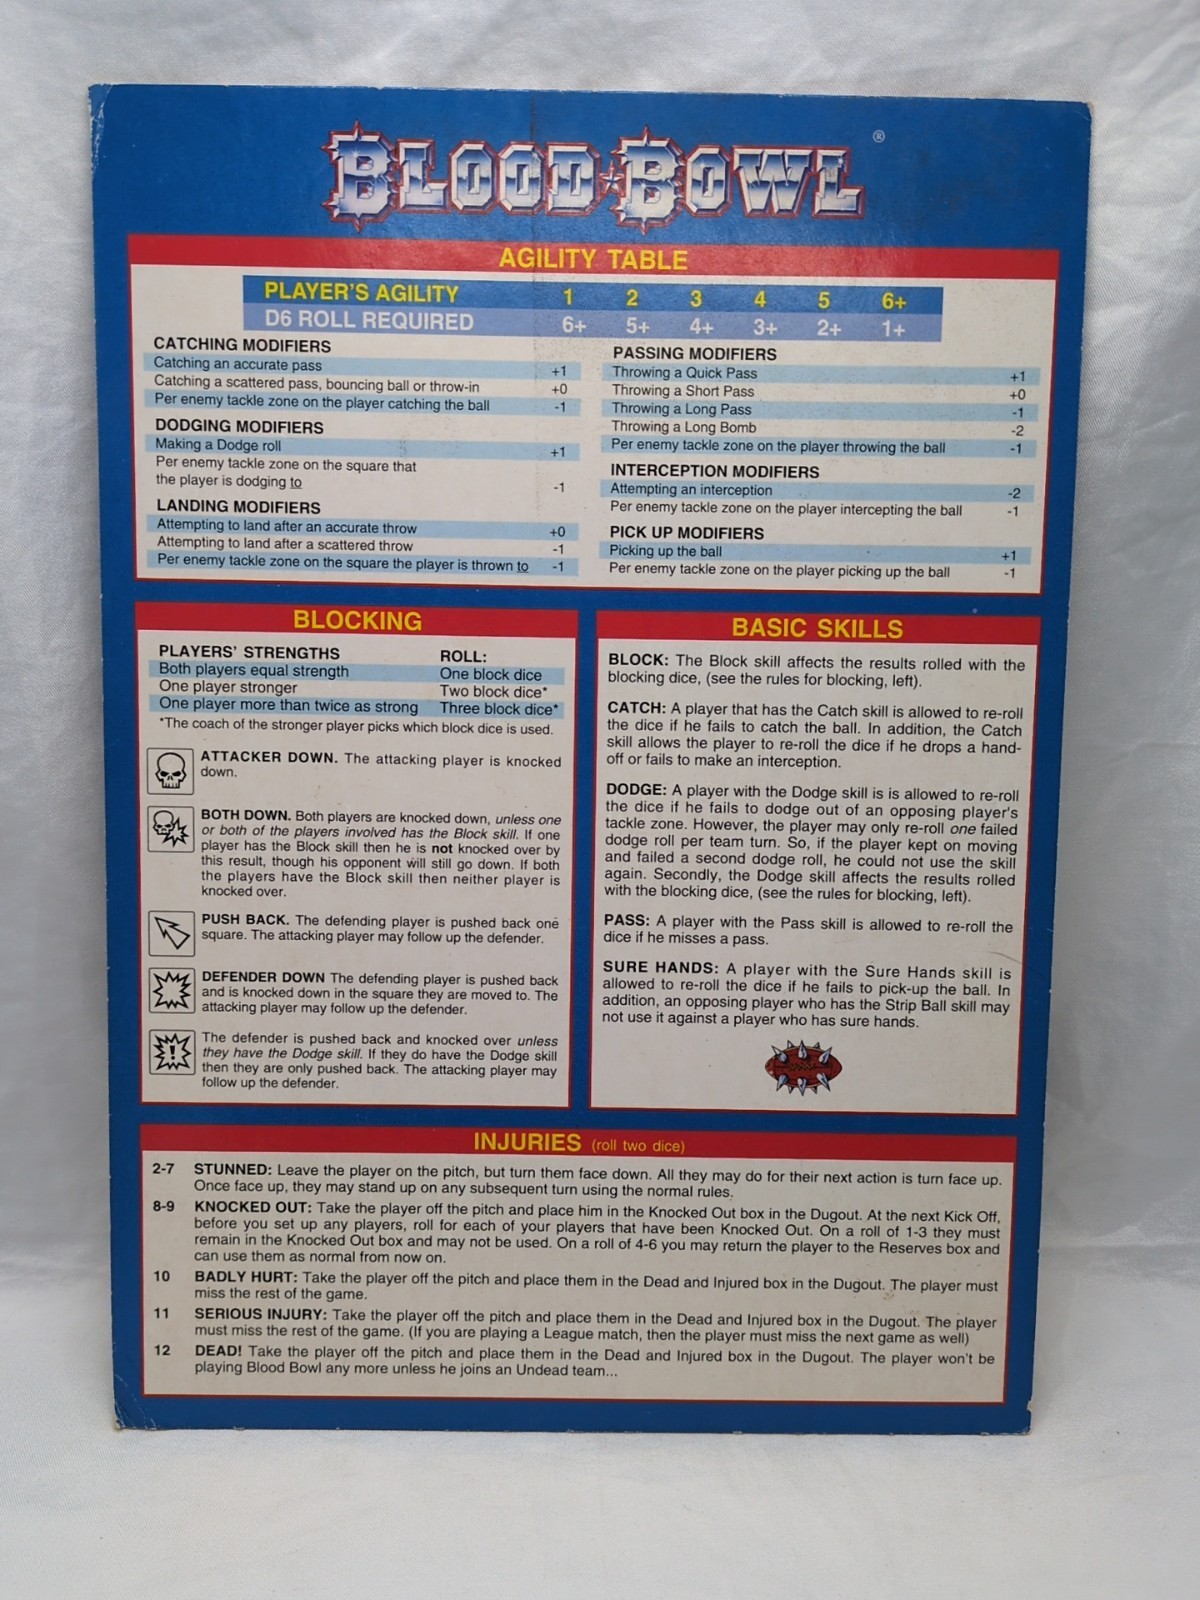 BLOOD BOWL ®
AGILITY TABLE
PLAYER'S AGILITY 1 2 3 4 5 6+
D6 ROLL REQUIRED 6+ 5+ 4+ 3+ 2+ 1+
CATCHING MODIFIERS
Catching an accurate pass +1
Catching a scattered pass, bouncing ball or throw-in +0
Per enemy tackle zone on the player catching the ball -1
DODGING MODIFIERS
Making a Dodge roll +1
Per enemy tackle zone on the square that
the player is dodging to -1
LANDING MODIFIERS
Attempting to land after an accurate throw +0
Attempting to land after a scattered throw -1
Per enemy tackle zone on the square the player is thrown to -1
PASSING MODIFIERS
Throwing a Quick Pass +1
Throwing a Short Pass +0
Throwing a Long Pass -1
Throwing a Long Bomb -2
Per enemy tackle zone on the player throwing the ball -1
INTERCEPTION MODIFIERS
Attempting an interception -2
Per enemy tackle zone on the player intercepting the ball -1
PICK UP MODIFIERS
Picking up the ball +1
Per enemy tackle zone on the player picking up the ball -1
BLOCKING
PLAYERS' STRENGTHS ROLL:
Both players equal strength One block dice
One player stronger Two block dice*
One player more than twice as strong Three block dice*
*The coach of the stronger player picks which block dice is used.
ATTACKER DOWN. The attacking player is knocked
down.
BOTH DOWN. Both players are knocked down, unless one
or both of the players involved has the Block skill. If one
player has the Block skill then he is not knocked over by
this result, though his opponent will still go down. If both
the players have the Block skill then neither player is
knocked over.
PUSH BACK. The defending player is pushed back one
square. The attacking player may follow up the defender.
DEFENDER DOWN The defending player is pushed back
and is knocked down in the square they are moved to. The
attacking player may follow up the defender.
!
The defender is pushed back and knocked over unless
they have the Dodge skill. If they do have the Dodge skill
then they are only pushed back. The attacking player may
follow up the defender.
BASIC SKILLS
BLOCK: The Block skill affects the results rolled with the
blocking dice, (see the rules for blocking, left).
CATCH: A player that has the Catch skill is allowed to re-roll
the dice if he fails to catch the ball. In addition, the Catch
skill allows the player to re-roll the dice if he drops a hand-
off or fails to make an interception.
DODGE: A player with the Dodge skill is is allowed to re-roll
the dice if he fails to dodge out of an opposing player's
tackle zone. However, the player may only re-roll one failed
dodge roll per team turn. So, if the player kept on moving
and failed a second dodge roll, he could not use the skill
again. Secondly, the Dodge skill affects the results rolled
with the blocking dice, (see the rules for blocking, left).
PASS: A player with the Pass skill is allowed to re-roll the
dice if he misses a pass.
SURE HANDS: A player with the Sure Hands skill is
allowed to re-roll the dice if he fails to pick-up the ball. In
addition, an opposing player who has the Strip Ball skill may
not use it against a player who has sure hands.
INJURIES (roll two dice)
2-7 STUNNED: Leave the player on the pitch, but turn them face down. All they may do for their next action is turn face up.
Once face up, they may stand up on any subsequent turn using the normal rules.
8-9 KNOCKED OUT: Take the player off the pitch and place him in the Knocked Out box in the Dugout. At the next Kick Off,
before you set up any players, roll for each of your players that have been Knocked Out. On a roll of 1-3 they must
remain in the Knocked Out box and may not be used. On a roll of 4-6 you may return the player to the Reserves box and
can use them as normal from now on.
10 BADLY HURT: Take the player off the pitch and place them in the Dead and Injured box in the Dugout. The player must
miss the rest of the game.
11 SERIOUS INJURY: Take the player off the pitch and place them in the Dead and Injured box in the Dugout. The player
must miss the rest of the game. (If you are playing a League match, then the player must miss the next game as well)
12 DEAD! Take the player off the pitch and place them in the Dead and Injured box in the Dugout. The player won't be
playing Blood Bowl any more unless he joins an Undead team...